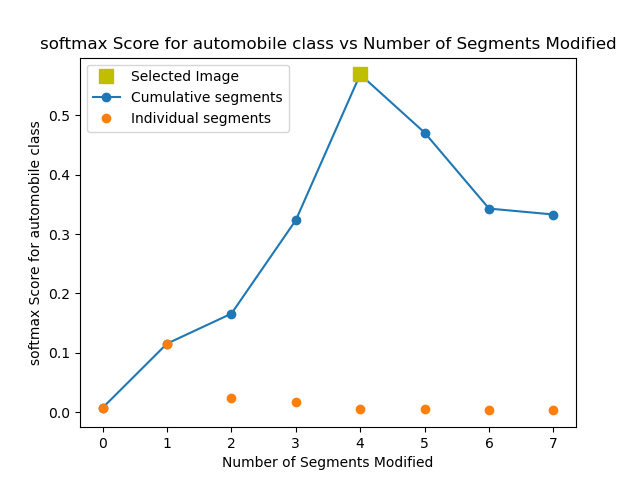 softmax Score for automobile class vs Number of Segments Modified
Selected Image
Cumulative segments
Individual segments
softmax Score for automobile class
0.5
0.4
0.3
0.2
0.1
0.0
0 1 2 3 4 5 6 7
Number of Segments Modified